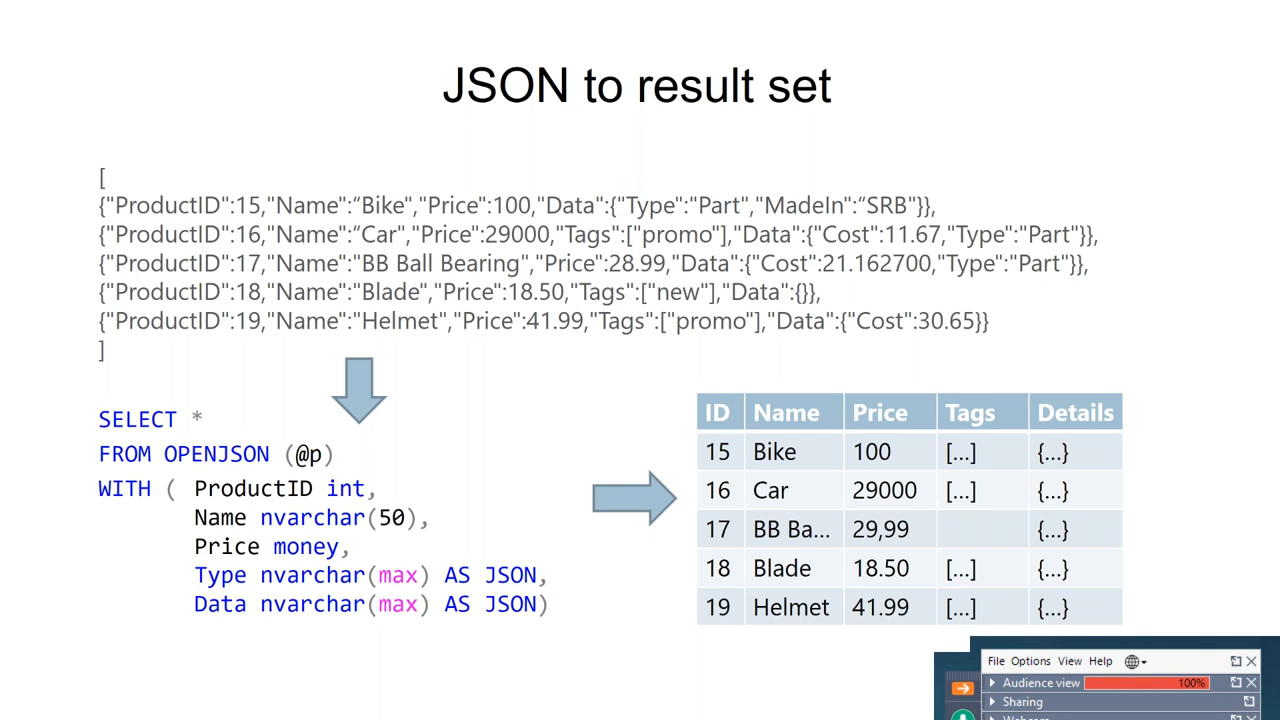 JSON to result set
[
{"ProductID":15,"Name":“Bike","Price":100,"Data":{"Type":"Part","MadeIn":“SRB"}},
{"ProductID":16,"Name":“Car","Price":29000,"Tags":["promo"],"Data":{"Cost":11.67,"Type":"Part"}},
{"ProductID":17,"Name":"BB Ball Bearing","Price":28.99,"Data":{"Cost":21.162700,"Type":"Part"}},
{"ProductID":18,"Name":"Blade","Price":18.50,"Tags":["new"],"Data":{}},
{"ProductID":19,"Name":"Helmet","Price":41.99,"Tags":["promo"],"Data":{"Cost":30.65}}
]
SELECT *
FROM OPENJSON (@p)
WITH ( ProductID int,
Name nvarchar(50),
Price money,
Type nvarchar(max) AS JSON,
Data nvarchar(max) AS JSON)
ID Name Price Tags Details
15 Bike 100 [...] {...}
16 Car 29000 [...] {...}
17 BB Ba... 29,99 {...}
18 Blade 18.50 [...] {...}
19 Helmet 41.99 [...] {...}
File Options View Help
Audience view 100%
Sharing